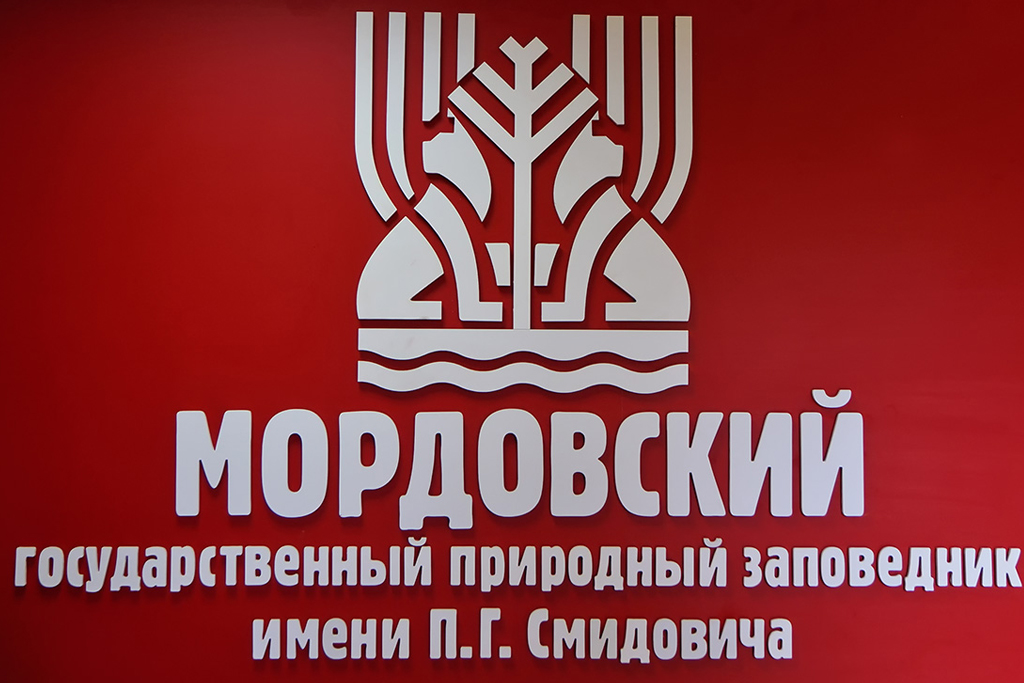 МОРДОВСКИЙ
государственный природный заповедник
имени П.Г. Смидовича